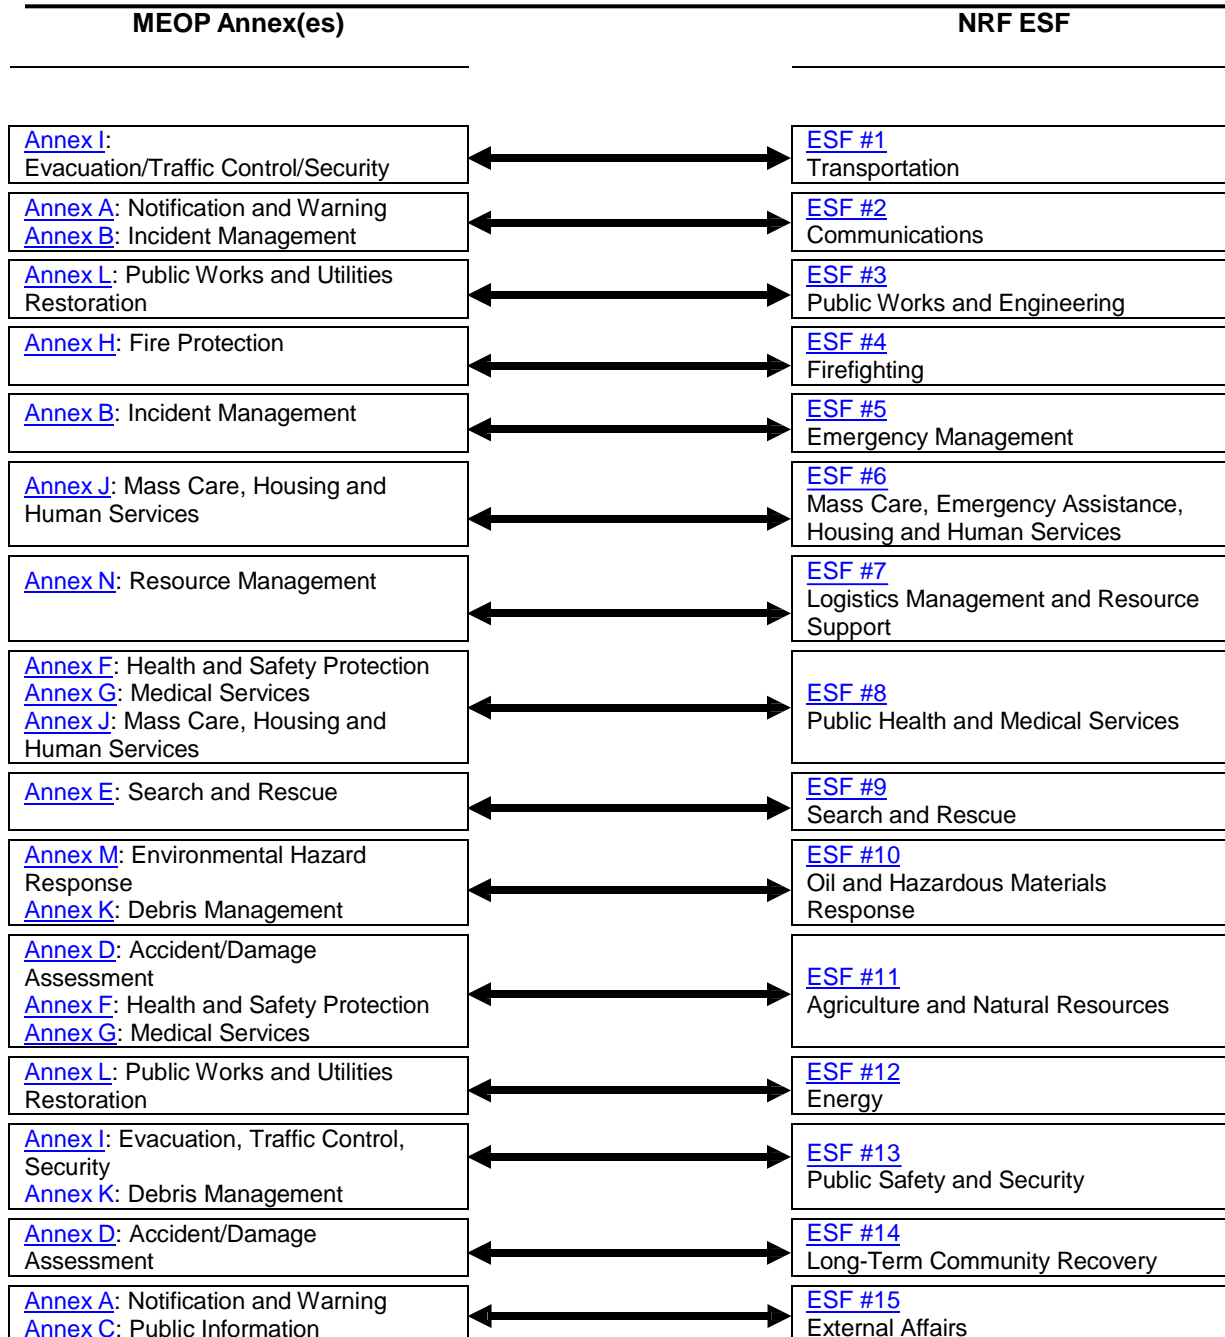 MEOP Annex(es)
NRF ESF
Annex I:
Evacuation/Traffic Control/Security
ESF #1
Transportation
Annex A: Notification and Warning
Annex B: Incident Management
ESF #2
Communications
Annex L: Public Works and Utilities
Restoration
ESF #3
Public Works and Engineering
Annex H: Fire Protection
ESF #4
Firefighting
Annex B: Incident Management
ESF #5
Emergency Management
Annex J: Mass Care, Housing and
Human Services
ESF #6
Mass Care, Emergency Assistance,
Housing and Human Services
Annex N: Resource Management
ESF #7
Logistics Management and Resource
Support
Annex F: Health and Safety Protection
Annex G: Medical Services
Annex J: Mass Care, Housing and
Human Services
ESF #8
Public Health and Medical Services
Annex E: Search and Rescue
ESF #9
Search and Rescue
Annex M: Environmental Hazard
Response
Annex K: Debris Management
ESF #10
Oil and Hazardous Materials
Response
Annex D: Accident/Damage
Assessment
Annex F: Health and Safety Protection
Annex G: Medical Services
ESF #11
Agriculture and Natural Resources
Annex L: Public Works and Utilities
Restoration
ESF #12
Energy
Annex I: Evacuation, Traffic Control,
Security
Annex K: Debris Management
ESF #13
Public Safety and Security
Annex D: Accident/Damage
Assessment
ESF #14
Long-Term Community Recovery
Annex A: Notification and Warning
Annex C: Public Information
ESF #15
External Affairs